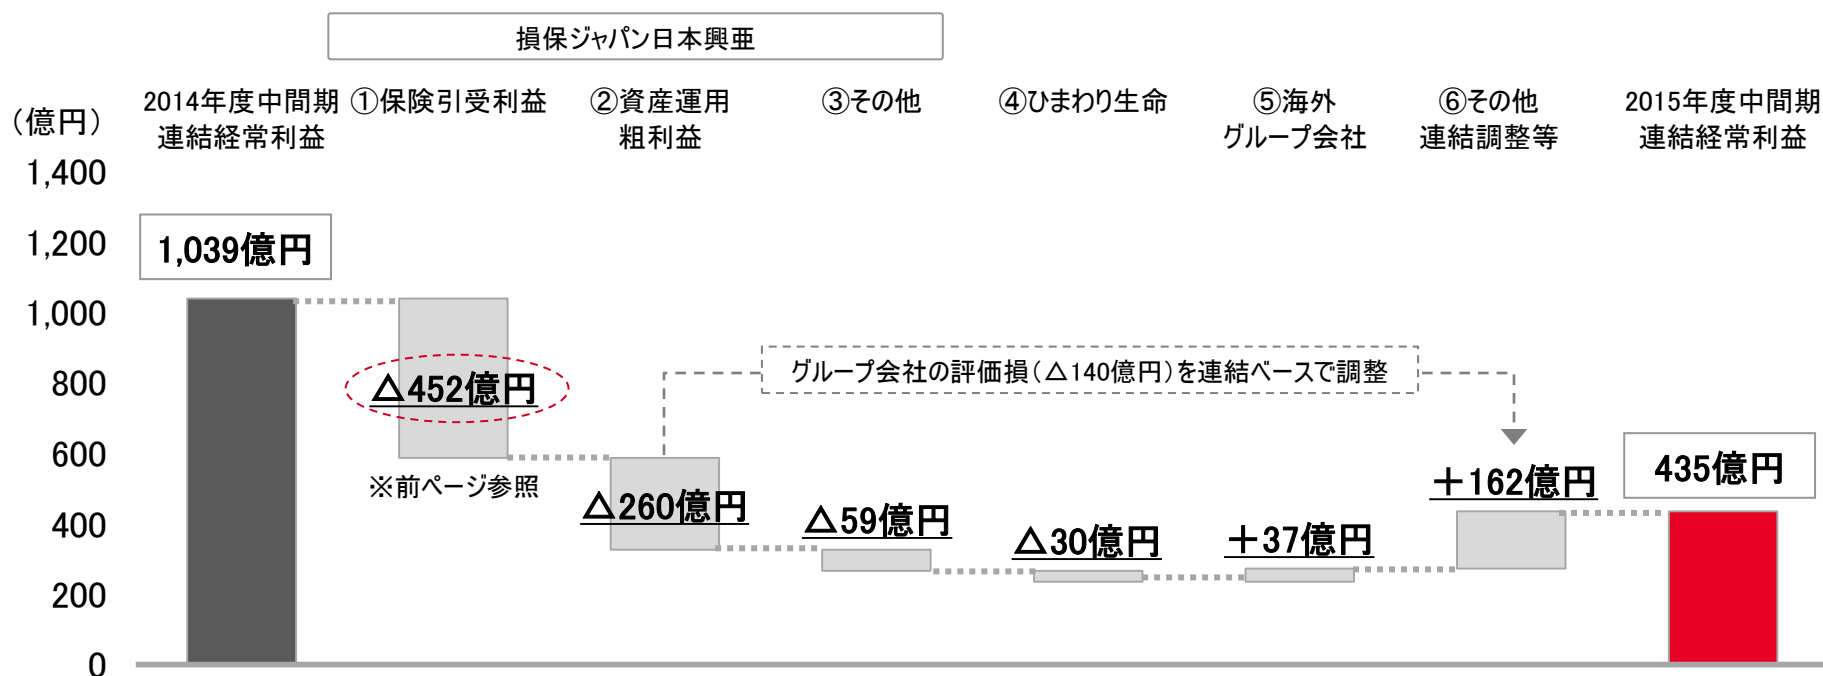 損保ジャパン日本興亜
(億円)
2014年度中間期
連結経常利益
①保険引受利益
②資産運用
粗利益
③その他
④ひまわり生命
⑤海外
グループ会社
⑥その他
連結調整等
2015年度中間期
連結経常利益
1,400
1,200
1,000
800
600
400
200
0
1,039億円
△452億円
※前ページ参照
△260億円
グループ会社の評価損(△140億円)を連結ベースで調整
△59億円
△30億円
+37億円
+162億円
435億円